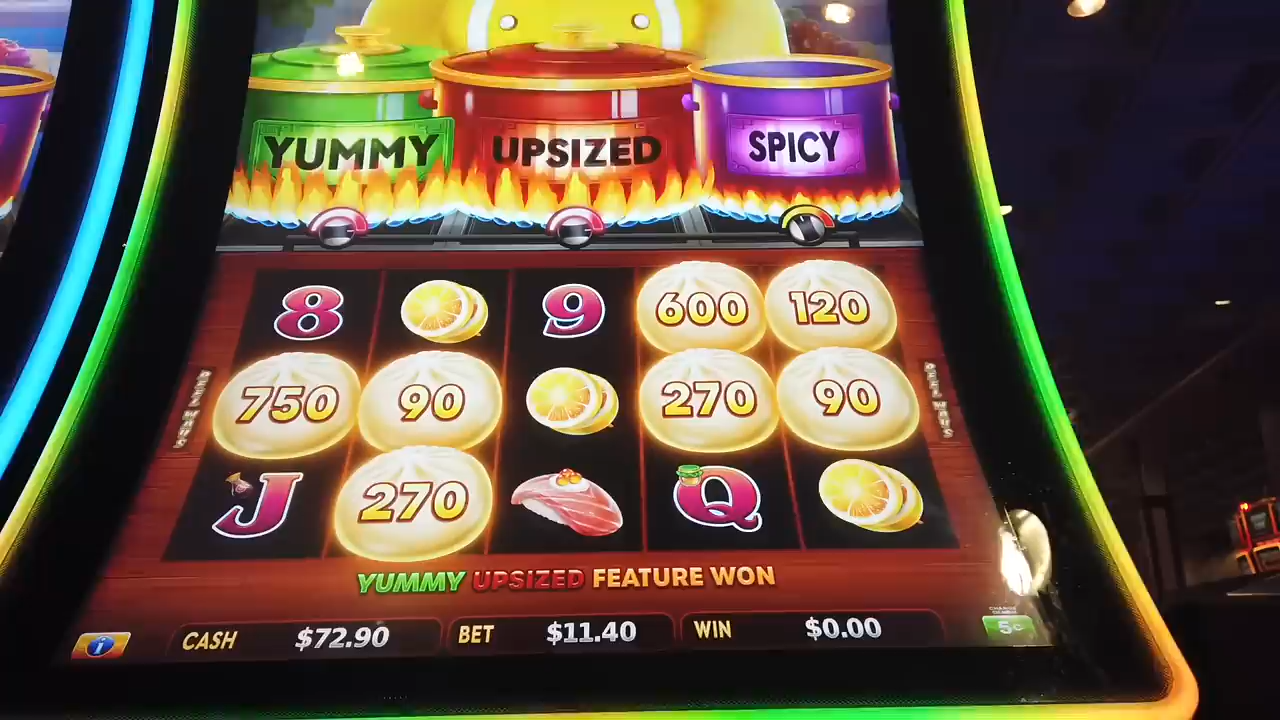 YUMMY UPSIZED SPICY
8 9 600 120
750 90 270 90
J 270 Q
YUMMY UPSIZED FEATURE WON
CASH $72.90 BET $11.40 WIN $0.00
5¢